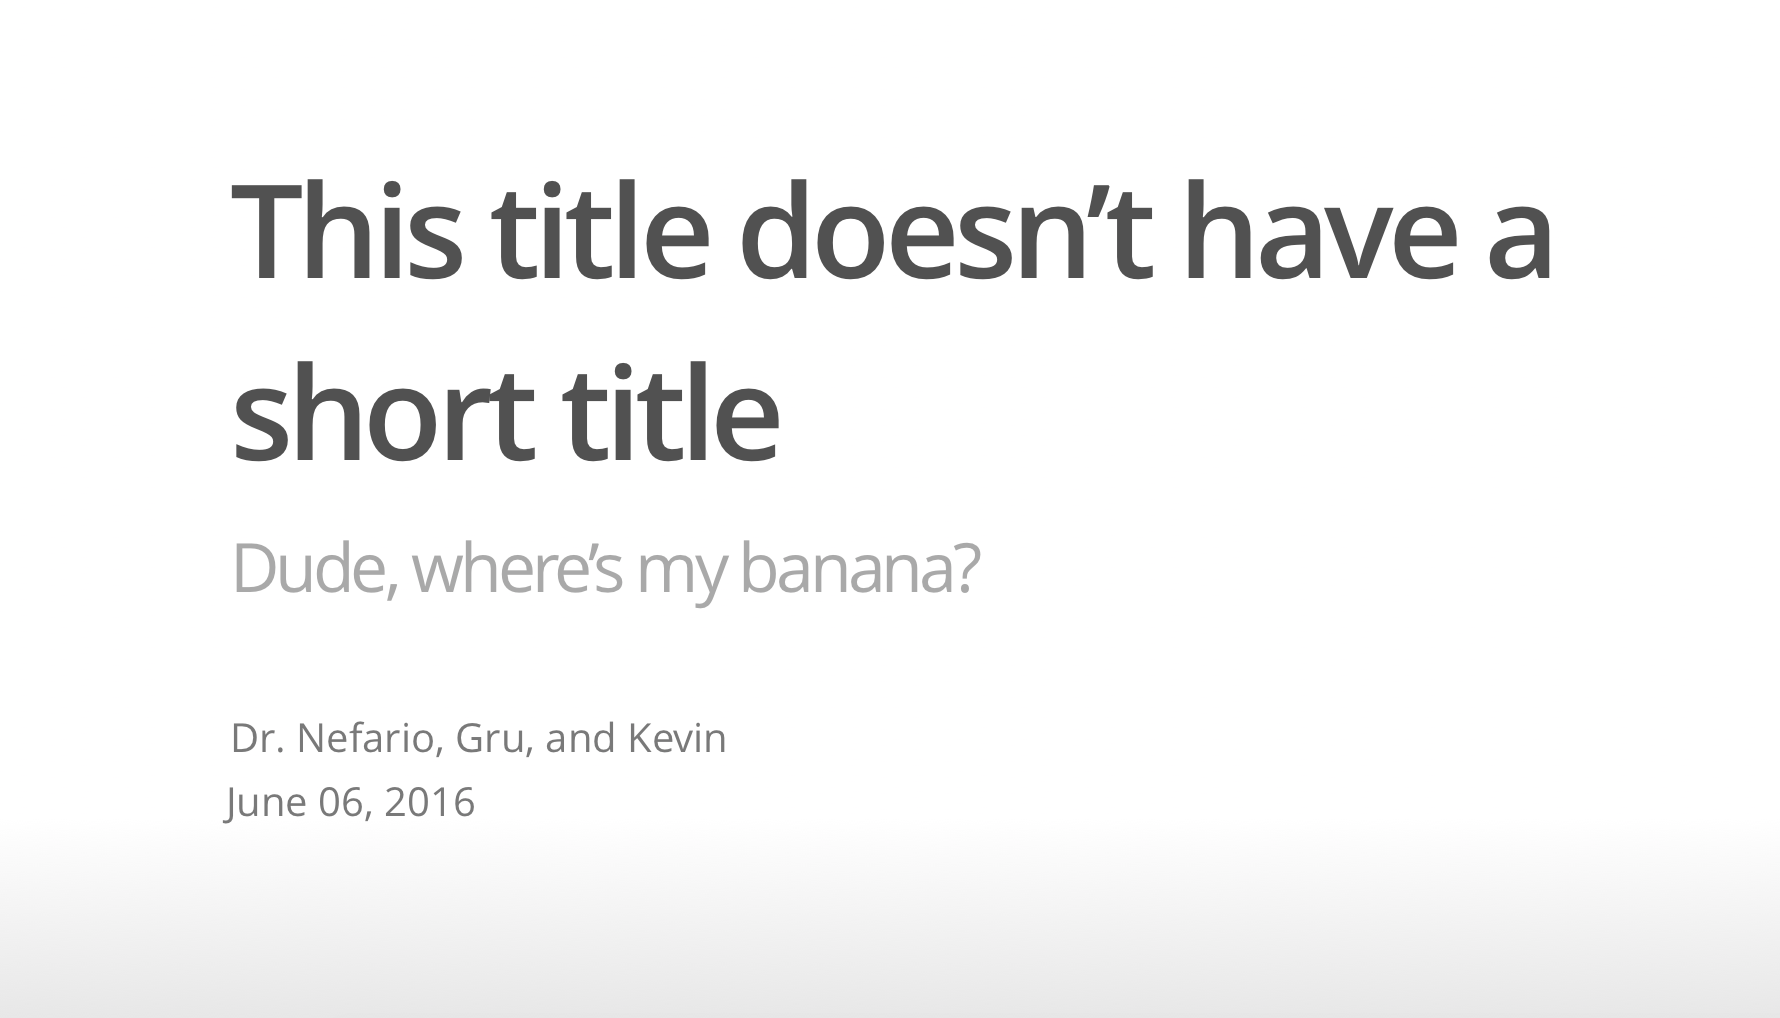 This title doesn’t have a
short title
Dude, where’s my banana?
Dr. Nefario, Gru, and Kevin
June 06, 2016